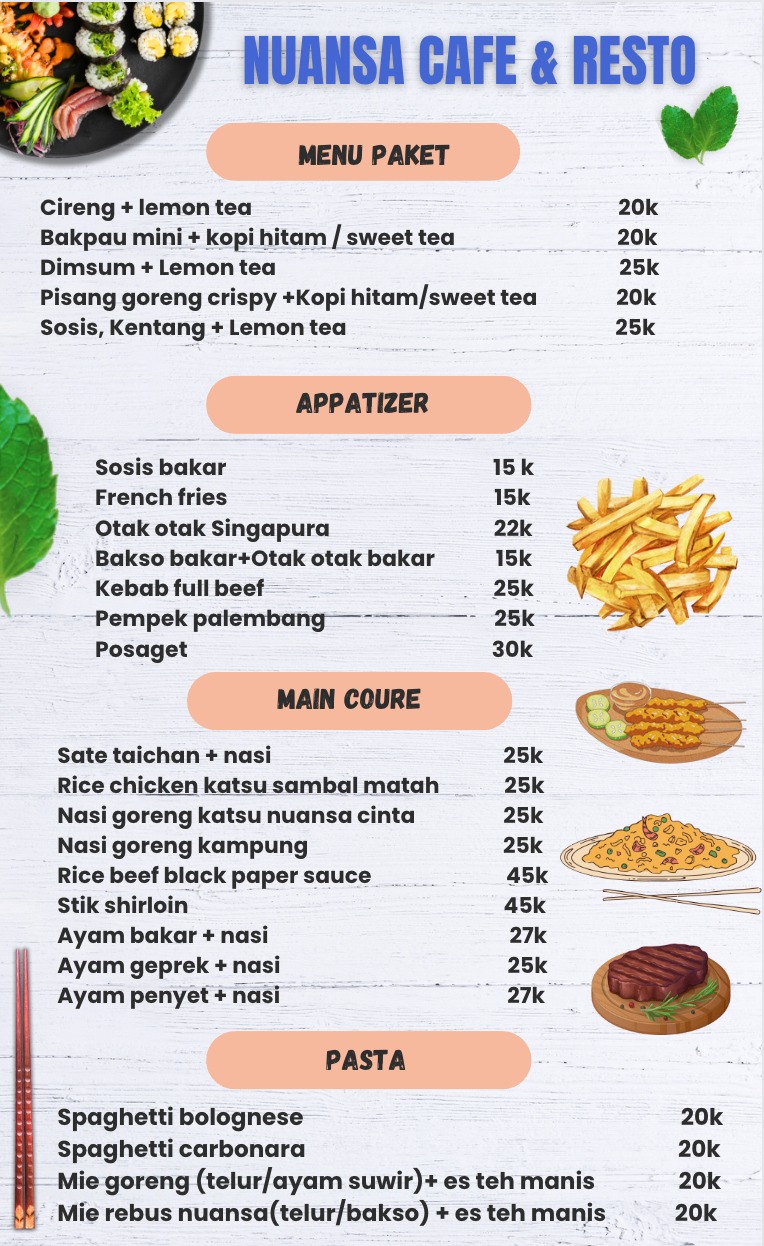 NUANSA CAFE & RESTO
MENU PAKET
Cireng + lemon tea 20k
Bakpau mini + kopi hitam / sweet tea 20k
Dimsum + Lemon tea 25k
Pisang goreng crispy +Kopi hitam/sweet tea 20k
Sosis, Kentang + Lemon tea 25k
APPATIZER
Sosis bakar 15 k
French fries 15k
Otak otak Singapura 22k
Bakso bakar+Otak otak bakar 15k
Kebab full beef 25k
Pempek palembang 25k
Posaget 30k
MAIN COURE
Sate taichan + nasi 25k
Rice chicken katsu sambal matah 25k
Nasi goreng katsu nuansa cinta 25k
Nasi goreng kampung 25k
Rice beef black paper sauce 45k
Stik shirloin 45k
Ayam bakar + nasi 27k
Ayam geprek + nasi 25k
Ayam penyet + nasi 27k
PASTA
Spaghetti bolognese 20k
Spaghetti carbonara 20k
Mie goreng (telur/ayam suwir)+ es teh manis 20k
Mie rebus nuansa(telur/bakso) + es teh manis 20k